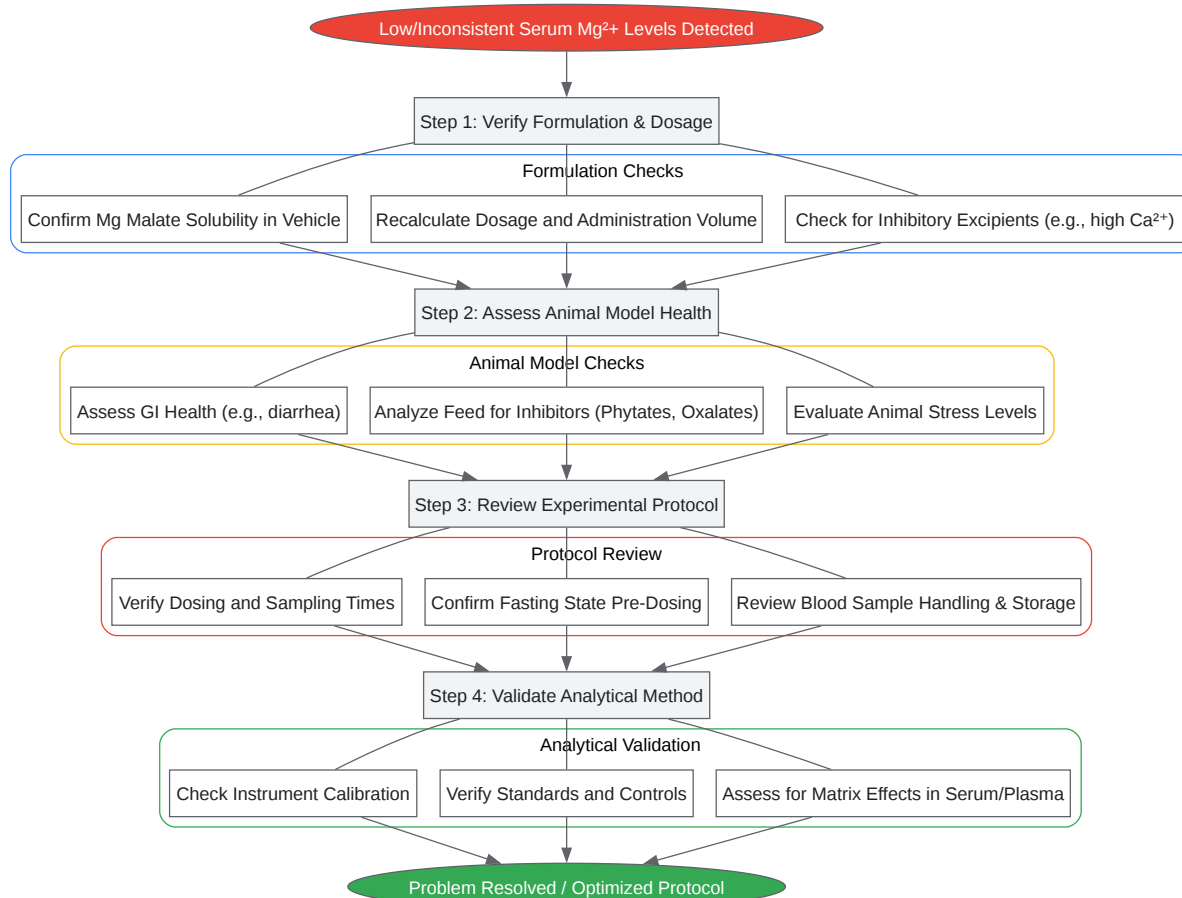 Low/Inconsistent Serum Mg²+ Levels Detected
Step 1: Verify Formulation & Dosage
Formulation Checks
Confirm Mg Malate Solubility in Vehicle
Recalculate Dosage and Administration Volume
Check for Inhibitory Excipients (e.g., high Ca²⁺)
Step 2: Assess Animal Model Health
Animal Model Checks
Assess GI Health (e.g., diarrhea)
Analyze Feed for Inhibitors (Phytates, Oxalates)
Evaluate Animal Stress Levels
Step 3: Review Experimental Protocol
Protocol Review
Verify Dosing and Sampling Times
Confirm Fasting State Pre-Dosing
Review Blood Sample Handling & Storage
Step 4: Validate Analytical Method
Analytical Validation
Check Instrument Calibration
Verify Standards and Controls
Assess for Matrix Effects in Serum/Plasma
Problem Resolved / Optimized Protocol